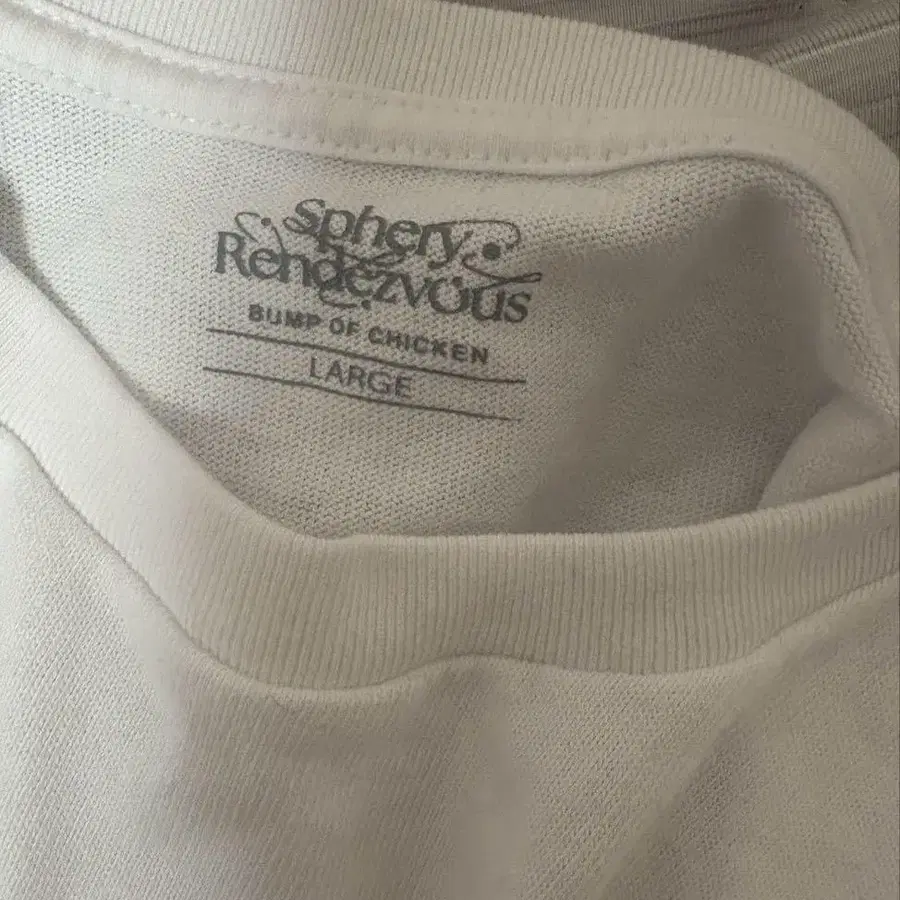 Sphery
Rendezvous
BUMP OF CHICKEN
LARGE